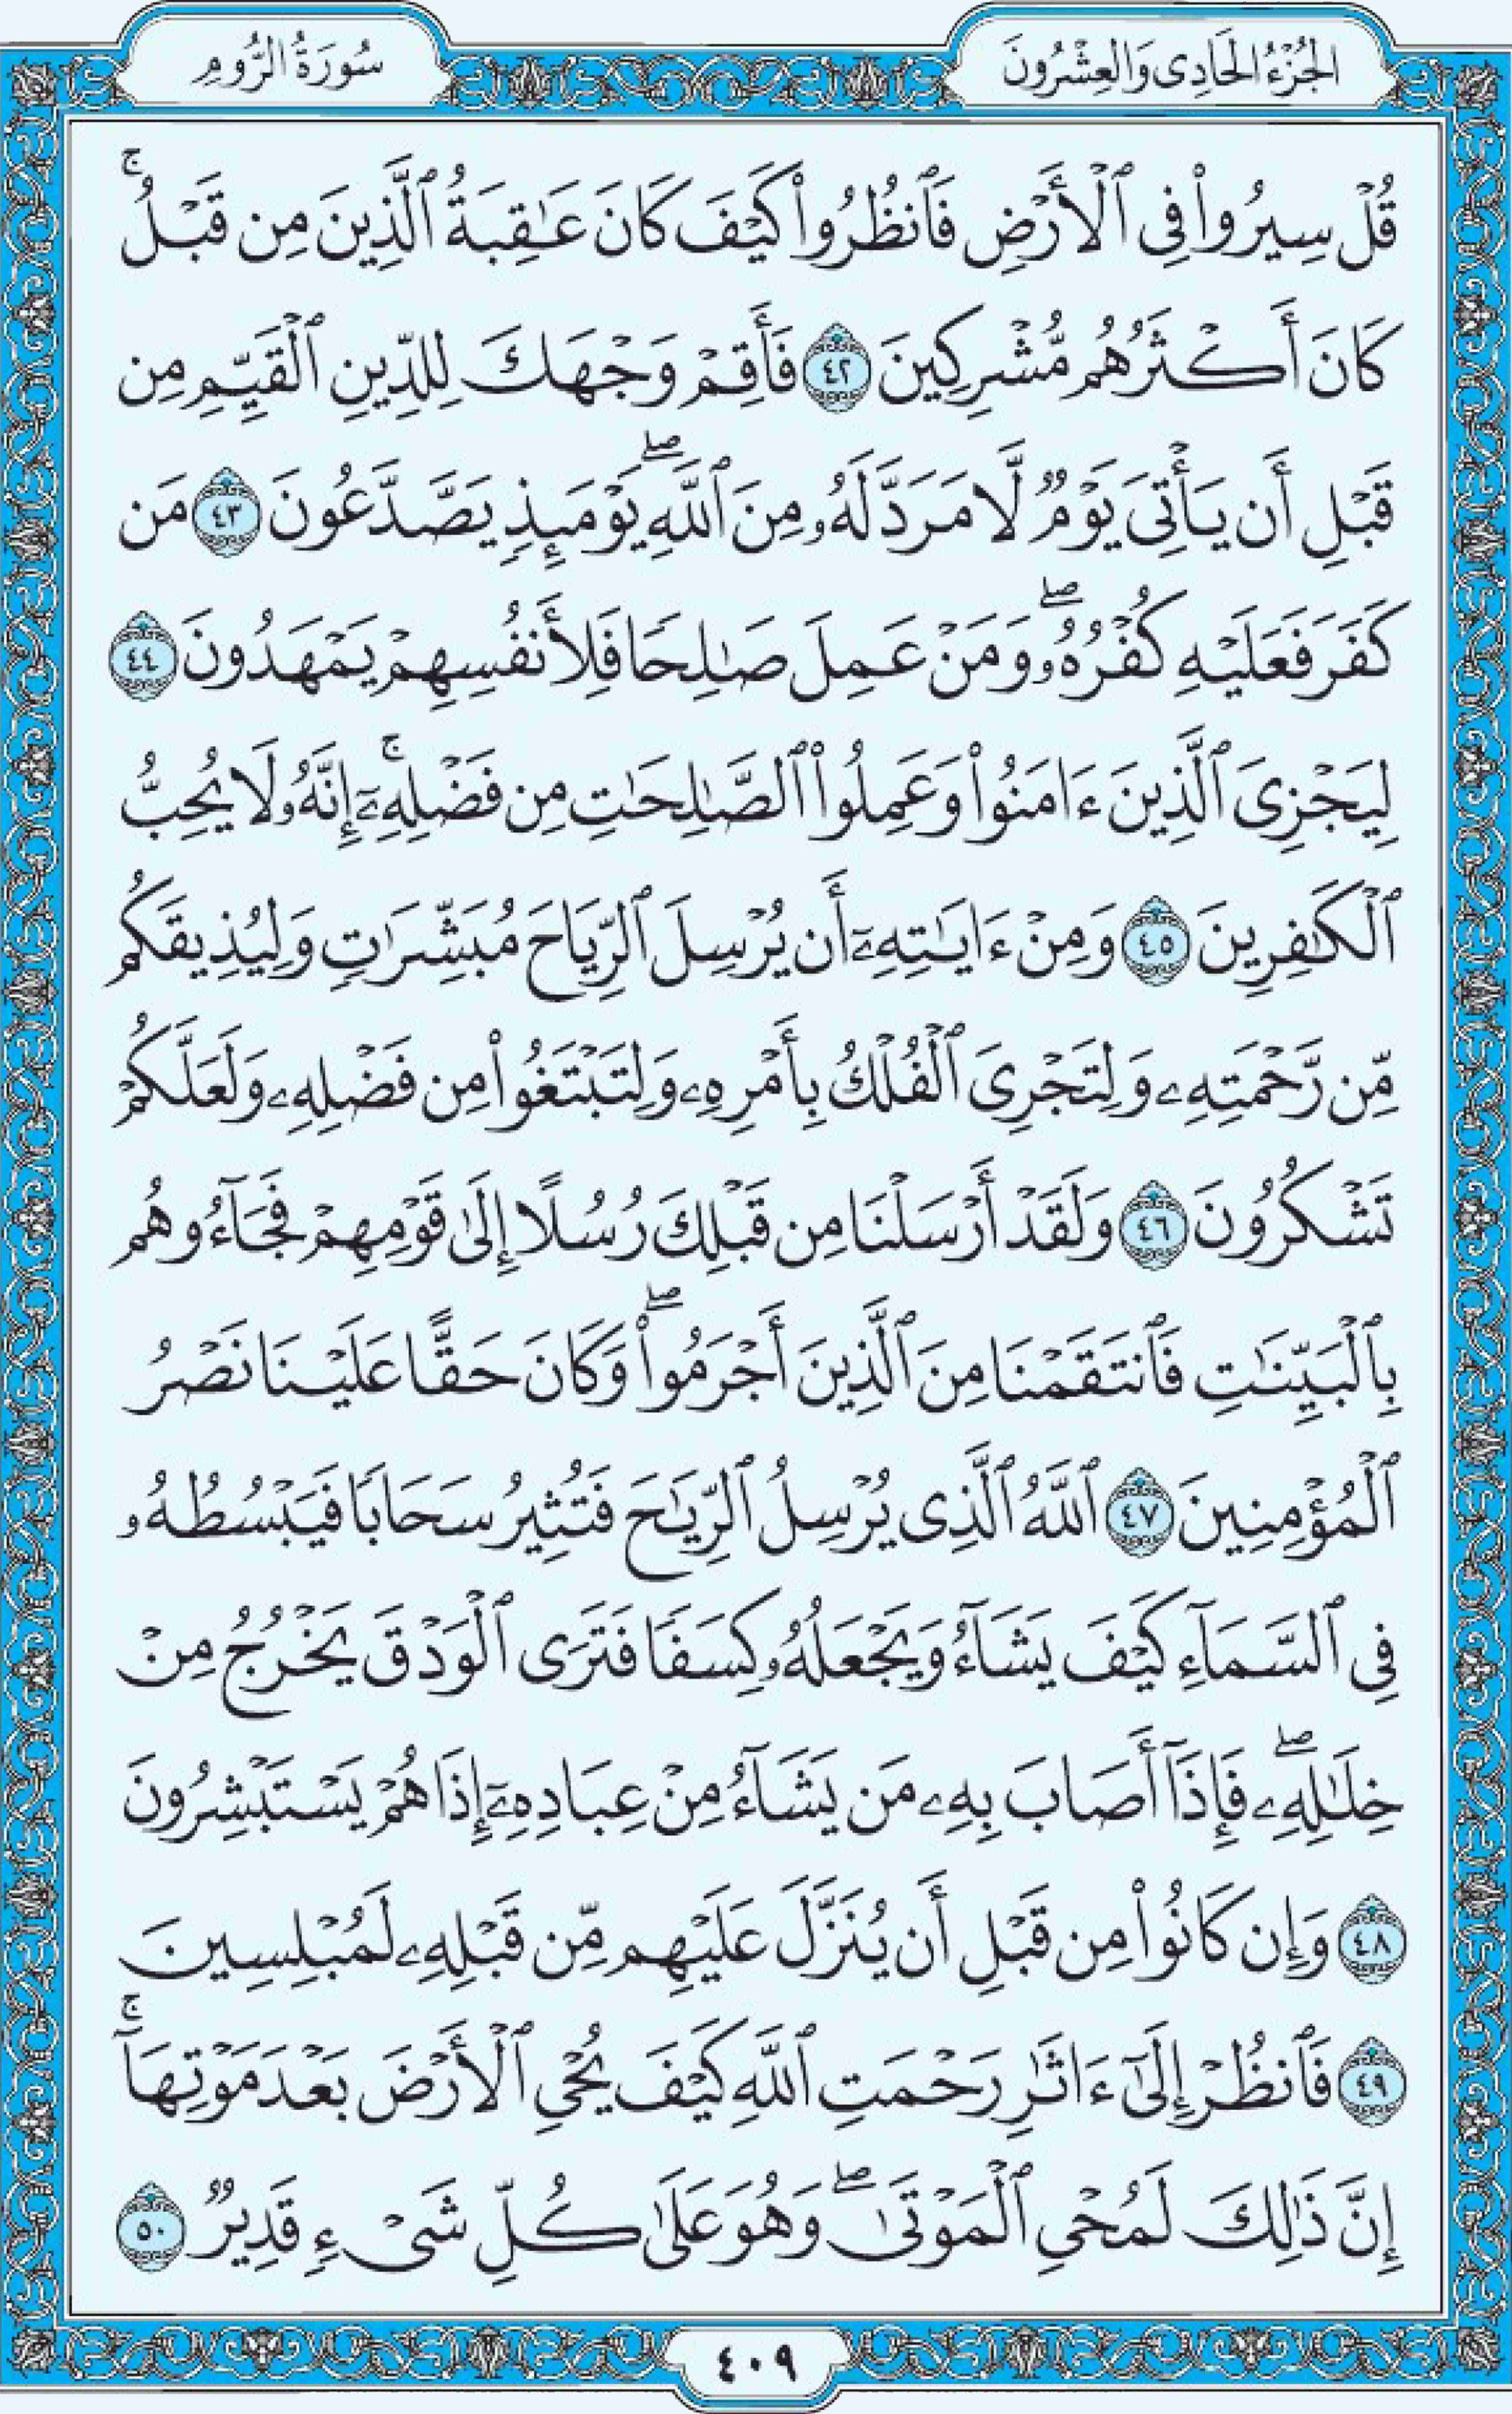 الجُزْءُ الحَادِى وَالعِشْرُونَ
سُورَةُ الرُّومِ
قُلْ سِيرُوا۟ فِى ٱلْأَرْضِ فَٱنظُرُوا۟ كَيْفَ كَانَ عَـٰقِبَةُ ٱلَّذِينَ مِن قَبْلُ ۚ
كَانَ أَكْثَرُهُم مُّشْرِكِينَ ٤٢ فَأَقِمْ وَجْهَكَ لِلدِّينِ ٱلْقَيِّمِ مِن
قَبْلِ أَن يَأْتِىَ يَوْمٌ لَّا مَرَدَّ لَهُۥ مِنَ ٱللَّهِ ۖ يَوْمَئِذٍ يَصَّدَّعُونَ ٤٣ مَن
كَفَرَ فَعَلَيْهِ كُفْرُهُۥ ۖ وَمَنْ عَمِلَ صَـٰلِحًا فَلِأَنفُسِهِمْ يَمْهَدُونَ ٤٤
لِيَجْزِىَ ٱلَّذِينَ ءَامَنُوا۟ وَعَمِلُوا۟ ٱلصَّـٰلِحَـٰتِ مِن فَضْلِهِۦٓ ۚ إِنَّهُۥ لَا يُحِبُّ
ٱلْكَـٰفِرِينَ ٤٥ وَمِنْ ءَايَـٰتِهِۦٓ أَن يُرْسِلَ ٱلرِّيَاحَ مُبَشِّرَٰتٍ وَلِيُذِيقَكُم
مِّن رَّحْمَتِهِۦ وَلِتَجْرِىَ ٱلْفُلْكُ بِأَمْرِهِۦ وَلِتَبْتَغُوا۟ مِن فَضْلِهِۦ وَلَعَلَّكُمْ
تَشْكُرُونَ ٤٦ وَلَقَدْ أَرْسَلْنَا مِن قَبْلِكَ رُسُلًا إِلَىٰ قَوْمِهِمْ فَجَآءُوهُم
بِٱلْبَيِّنَـٰتِ فَٱنتَقَمْنَا مِنَ ٱلَّذِينَ أَجْرَمُوا۟ ۖ وَكَانَ حَقًّا عَلَيْنَا نَصْرُ
ٱلْمُؤْمِنِينَ ٤٧ ٱللَّهُ ٱلَّذِى يُرْسِلُ ٱلرِّيَـٰحَ فَتُثِيرُ سَحَابًا فَيَبْسُطُهُۥ
فِى ٱلسَّمَآءِ كَيْفَ يَشَآءُ وَيَجْعَلُهُۥ كِسَفًا فَتَرَى ٱلْوَدْقَ يَخْرُجُ مِنْ
خِلَـٰلِهِۦ ۖ فَإِذَآ أَصَابَ بِهِۦ مَن يَشَآءُ مِنْ عِبَادِهِۦٓ إِذَا هُمْ يَسْتَبْشِرُونَ
٤٨ وَإِن كَانُوا۟ مِن قَبْلِ أَن يُنَزَّلَ عَلَيْهِم مِّن قَبْلِهِۦ لَمُبْلِسِينَ
٤٩ فَٱنظُرْ إِلَىٰٓ ءَاثَـٰرِ رَحْمَتِ ٱللَّهِ كَيْفَ يُحْىِ ٱلْأَرْضَ بَعْدَ مَوْتِهَآ ۚ
إِنَّ ذَٰلِكَ لَمُحْىِ ٱلْمَوْتَىٰ ۖ وَهُوَ عَلَىٰ كُلِّ شَىْءٍ قَدِيرٌ ٥٠
٤٠٩